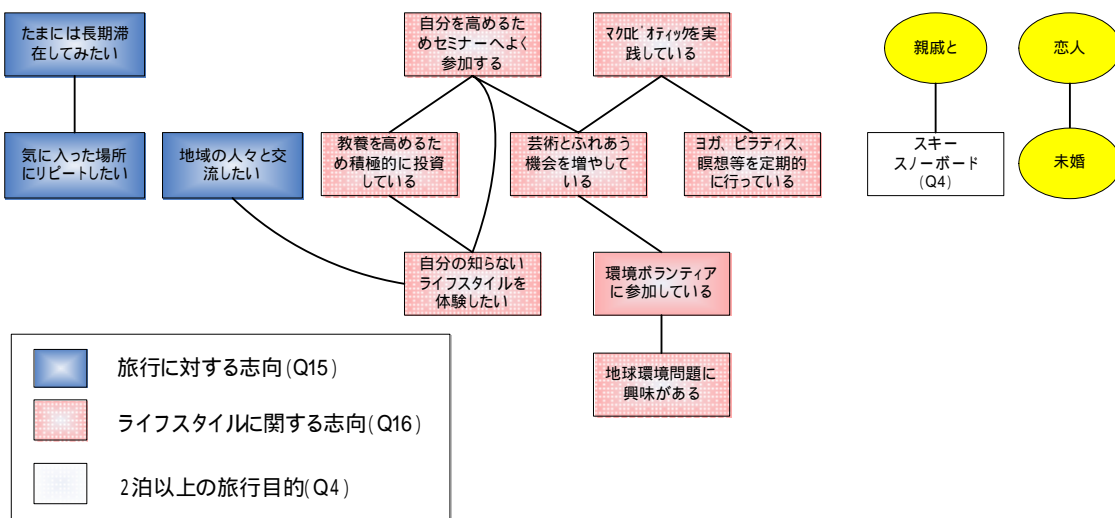 たまには長期滞
在してみたい
自分を高めるた
めセミナーへよく
参加する
マクロビオティックを実
践している
親戚と
恋人
気に入った場所
にリピートしたい
地域の人々と交
流したい
教養を高めるた
め積極的に投資
している
芸術とふれあう
機会を増やして
いる
ヨガ、ピラティス、
瞑想等を定期的
に行っている
スキー
スノーボード
(Q4)
未婚
自分の知らない
ライフスタイルを
体験したい
環境ボランティア
に参加している
地球環境問題に
興味がある
旅行に対する志向(Q15)
ライフスタイルに関する志向(Q16)
2泊以上の旅行目的(Q4)